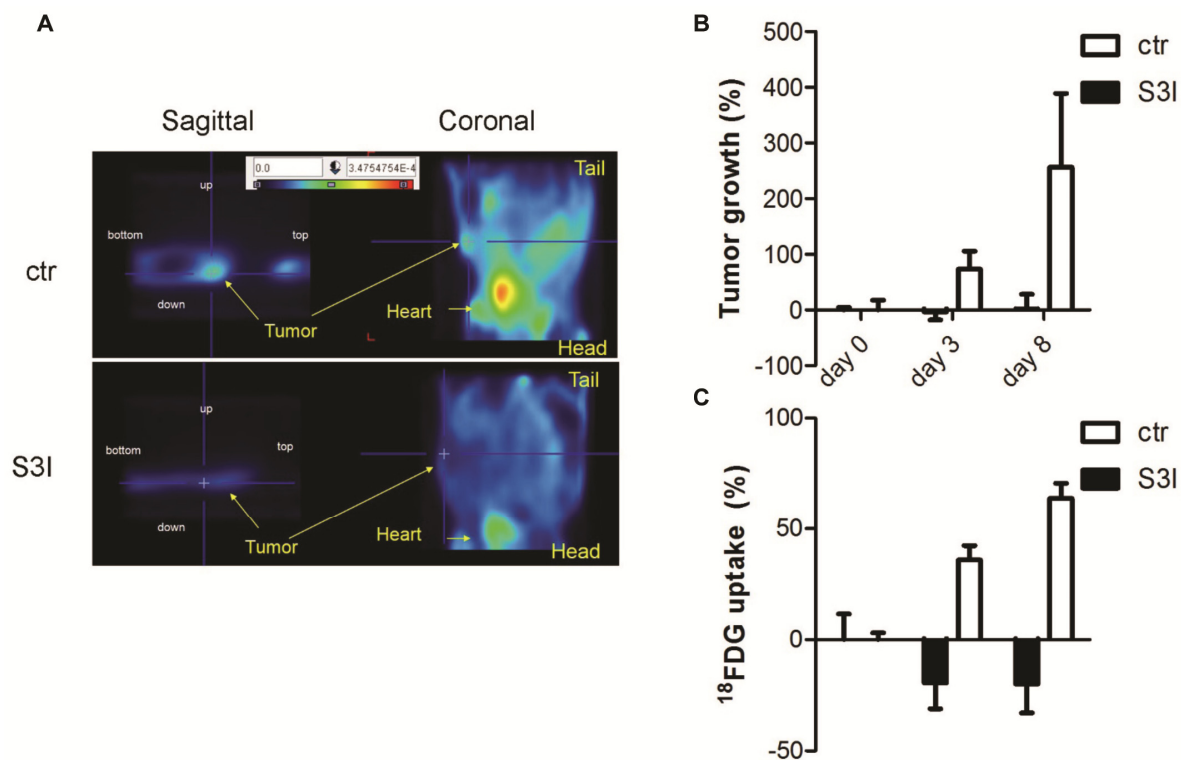 A
Sagittal
Coronal
0.0
3.4754754E-4
up
bottom
top
down
Tail
Heart
Tumor
Head
ctr
up
bottom
top
down
Tail
Heart
Tumor
Head
S3I
B
500
400
300
200
100
0
-100
Tumor growth (%)
day 0
day 3
day 8
ctr
S3I
C
100
50
0
-50
¹⁸FDG uptake (%)
ctr
S3I